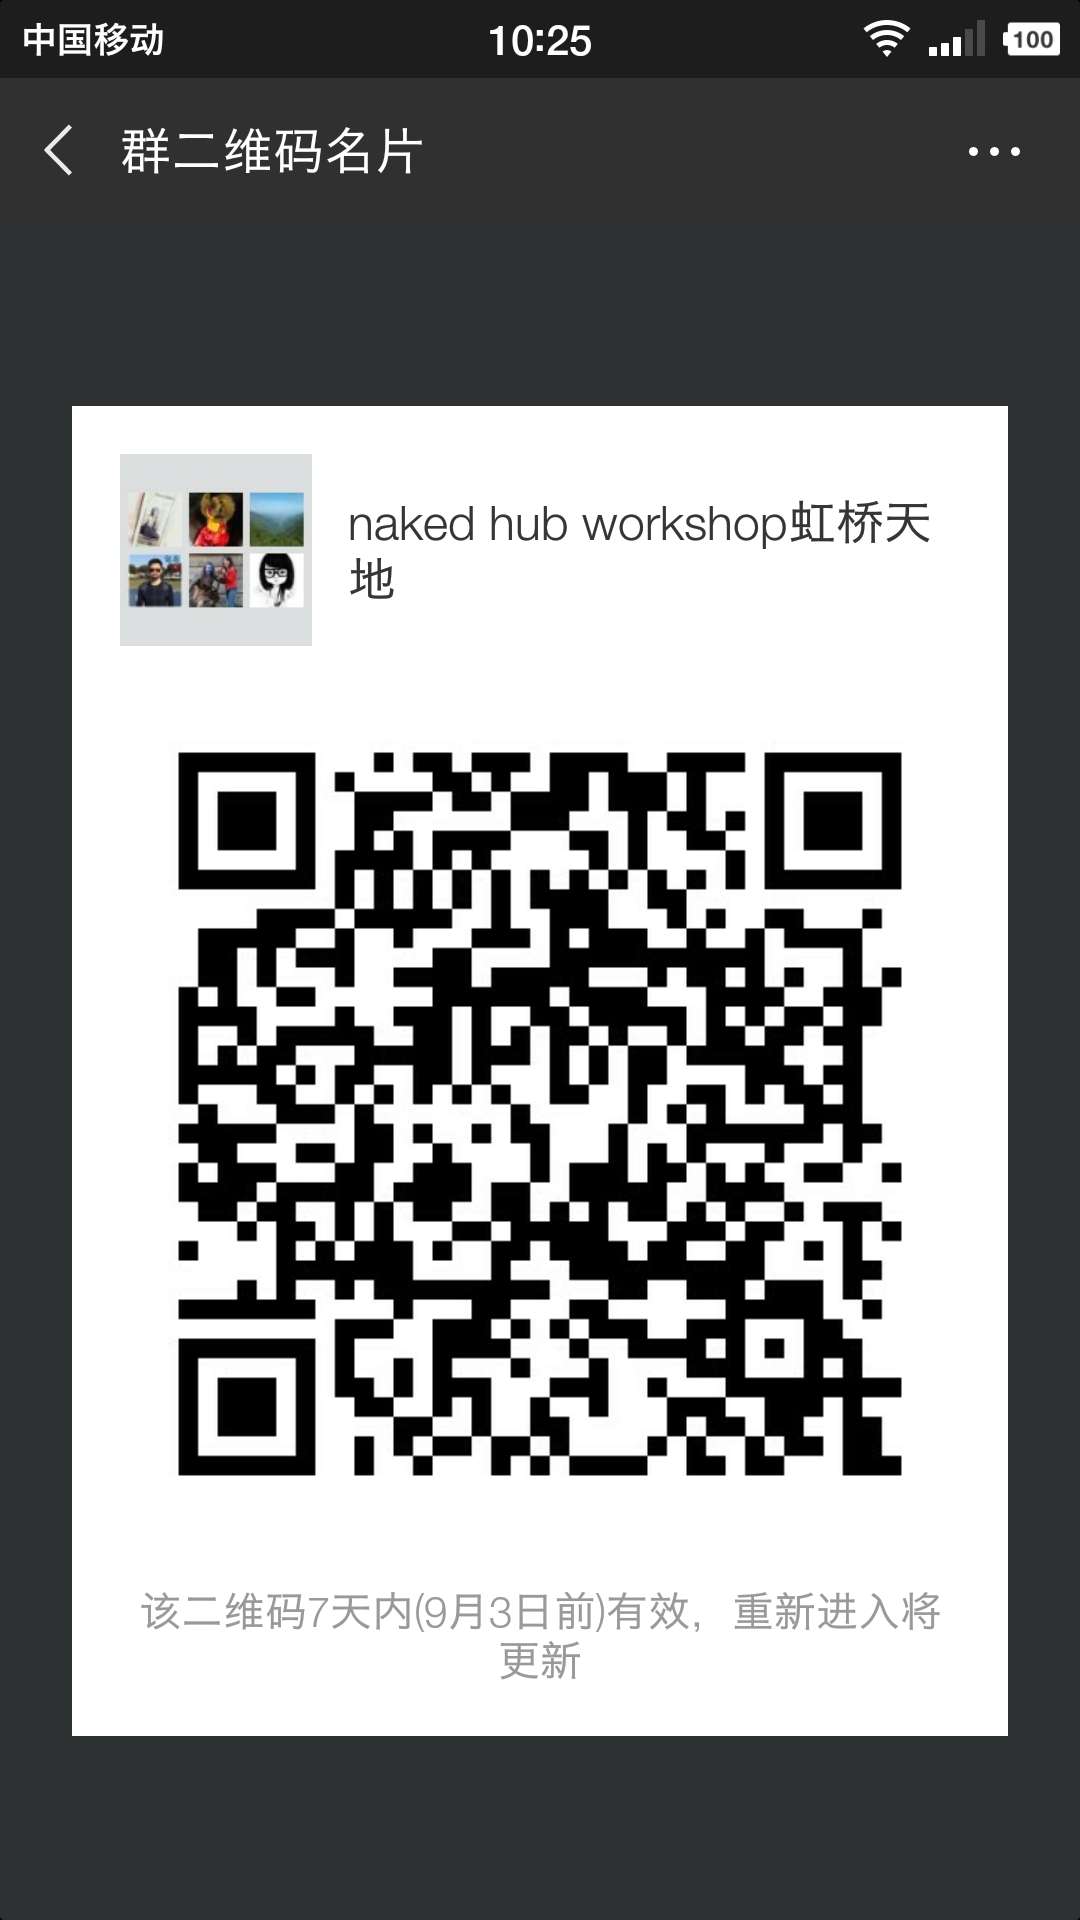 中国移动 10:25 100
群二维码名片
naked hub workshop虹桥天
地
该二维码7天内(9月3日前)有效，重新进入将
更新